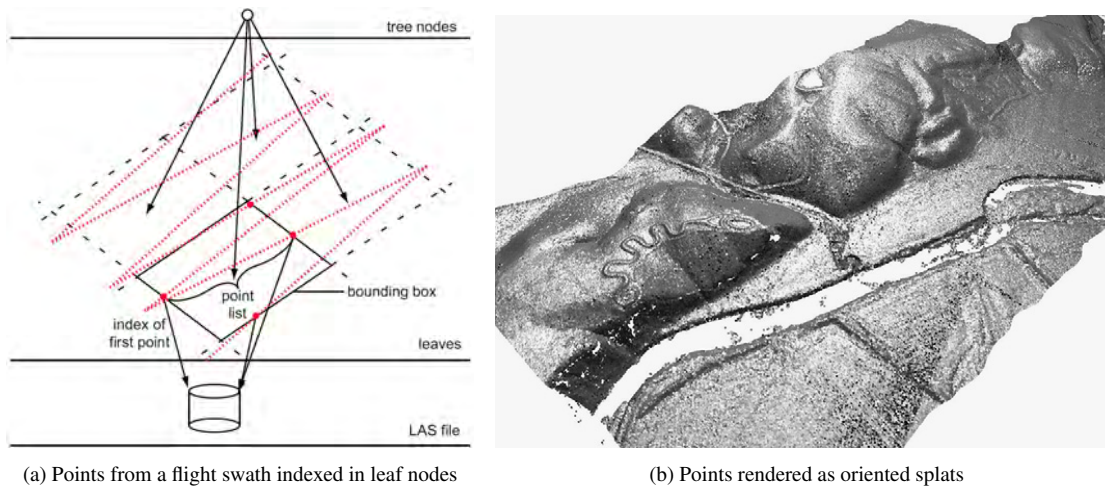 tree nodes
bounding box
point
list
index of
first point
leaves
LAS file
(a) Points from a flight swath indexed in leaf nodes
(b) Points rendered as oriented splats